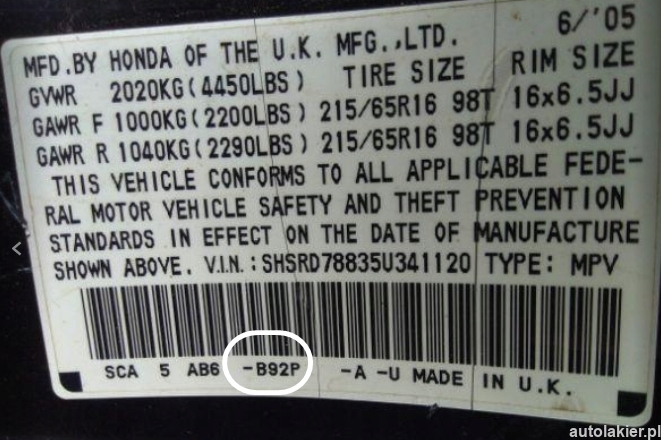 6/'05
MFD.BY HONDA OF THE U.K. MFG.,LTD.
GVWR 2020KG(4450LBS) TIRE SIZE RIM SIZE
GAWR F 1000KG(2200LBS) 215/65R16 98T 16x6.5JJ
GAWR R 1040KG(2290LBS) 215/65R16 98T 16x6.5JJ
THIS VEHICLE CONFORMS TO ALL APPLICABLE FEDE-
RAL MOTOR VEHICLE SAFETY AND THEFT PREVENTION
STANDARDS IN EFFECT ON THE DATE OF MANUFACTURE
SHOWN ABOVE. V.I.N.:SHSRD78835U341120 TYPE: MPV
SCA 5 AB6 -B92P -A -U MADE IN U.K.
autolakier.pl